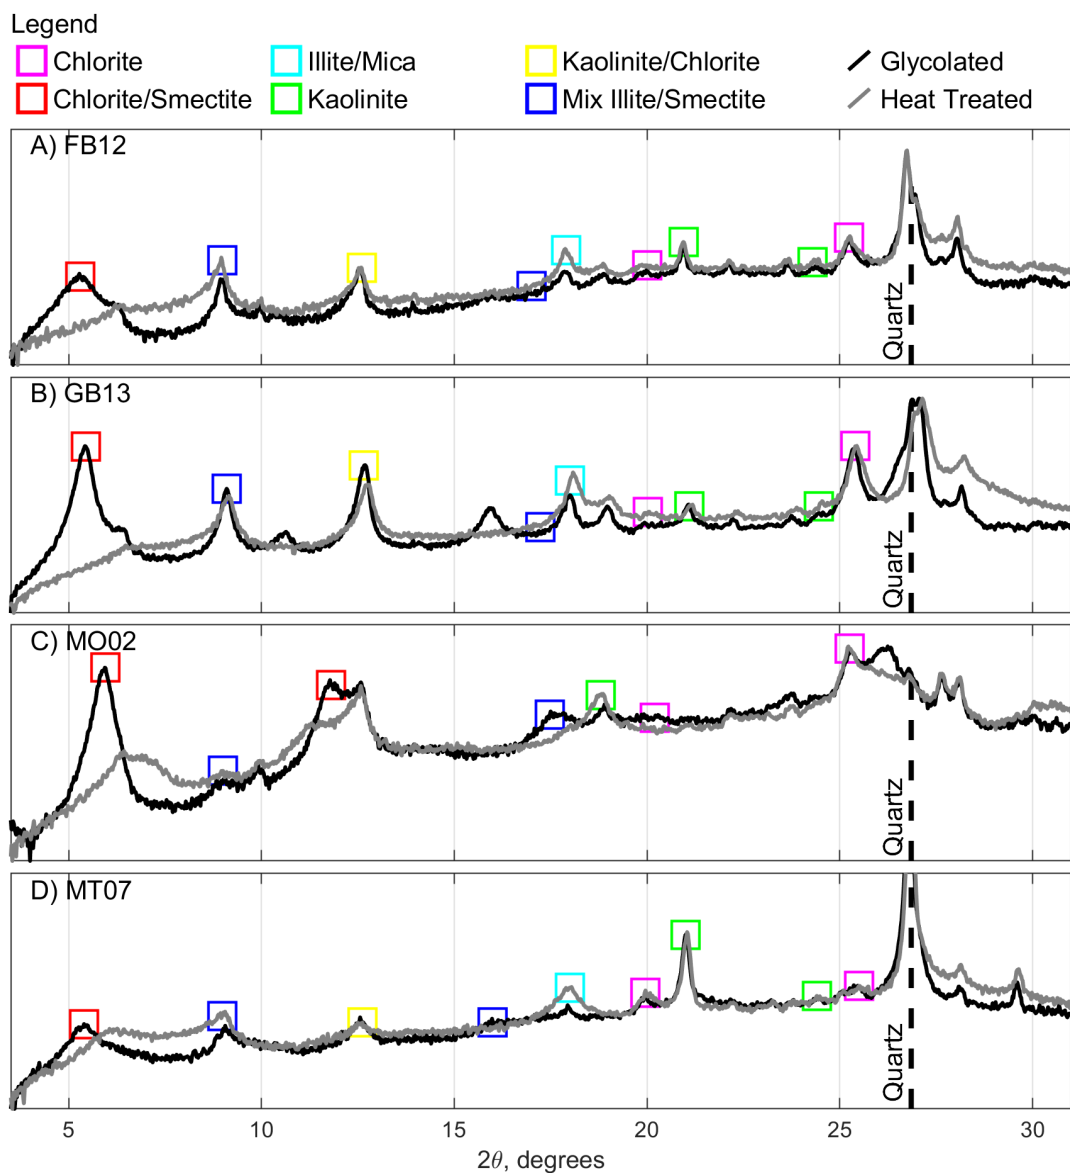 Legend
Chlorite Illite/Mica Kaolinite/Chlorite Glycolated
Chlorite/Smectite Kaolinite Mix Illite/Smectite Heat Treated
A) FB12
Quartz
B) GB13
Quartz
C) MO02
Quartz
D) MT07
Quartz
5 10 15 20 25 30
2θ, degrees